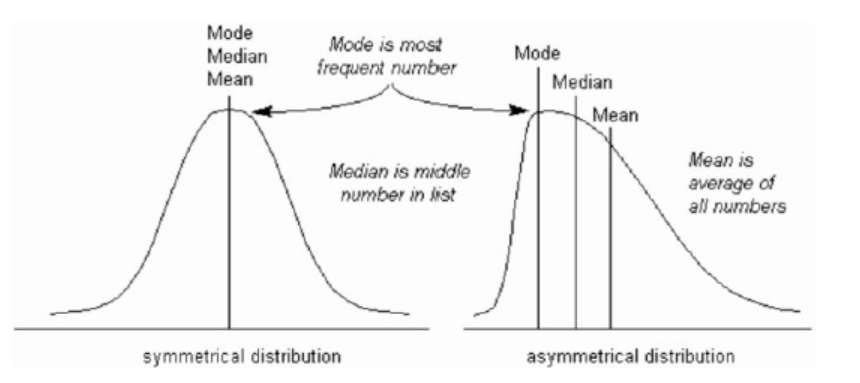 Mode
Median
Mean
Mode is most
frequent number
Mode
Median
Mean
Median is middle
number in list
Mean is
average of
all numbers
symmetrical distribution
asymmetrical distribution